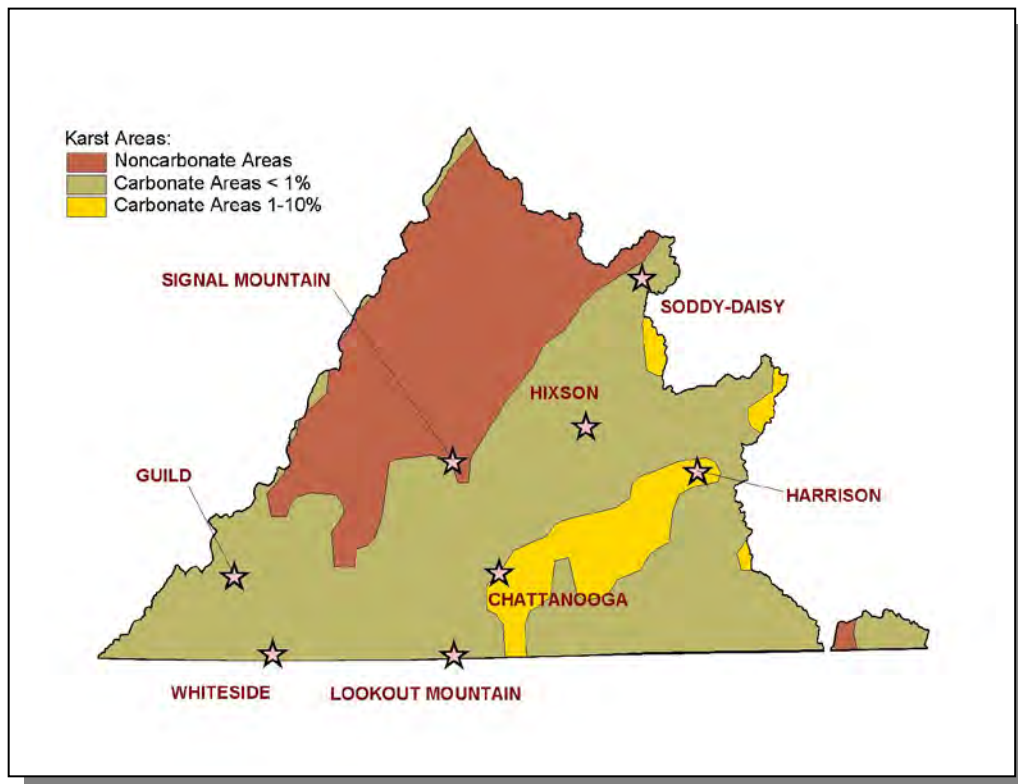 Karst Areas:
Noncarbonate Areas
Carbonate Areas < 1%
Carbonate Areas 1-10%
SIGNAL MOUNTAIN
SODDY-DAISY
HIXSON
GUILD
HARRISON
CHATTANOOGA
WHITESIDE
LOOKOUT MOUNTAIN